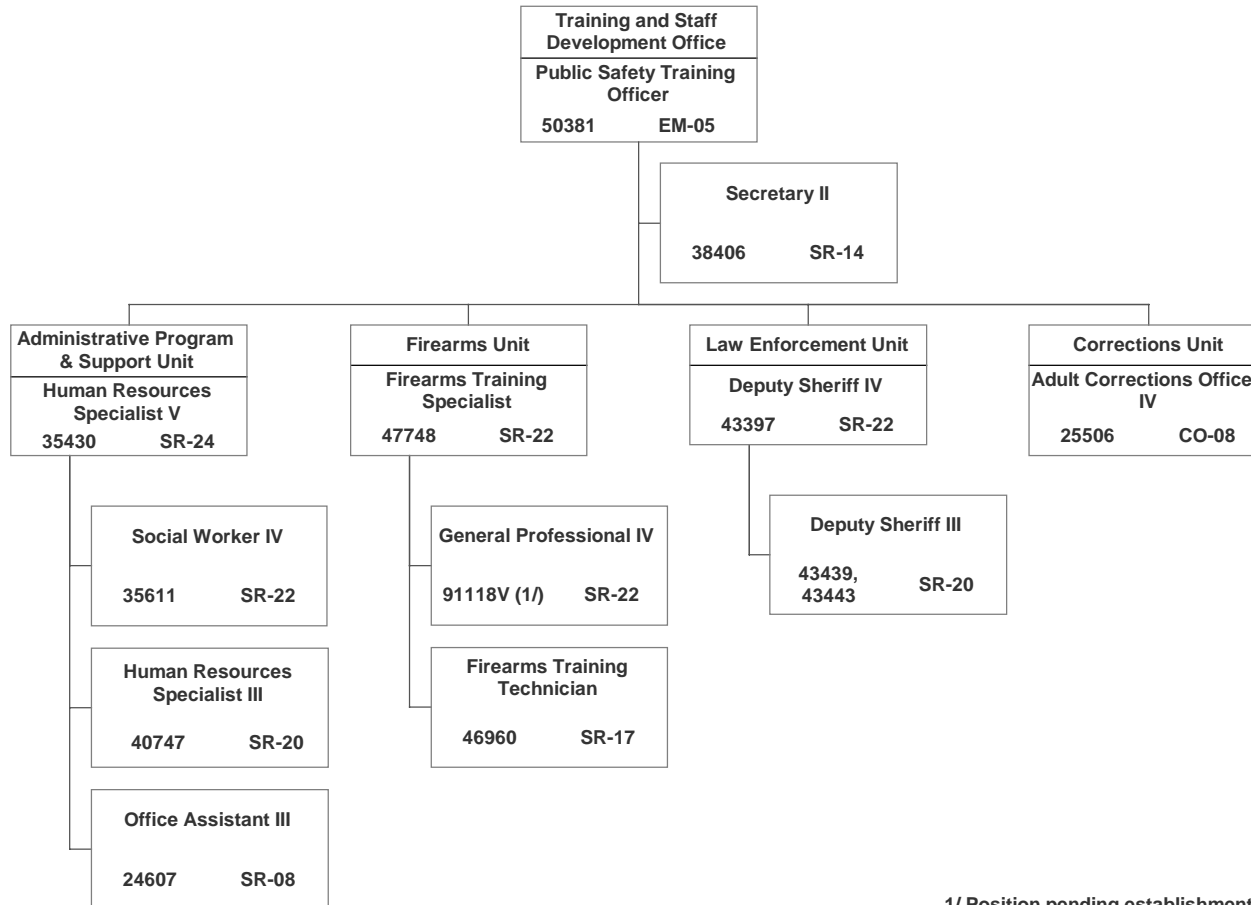 Training and Staff
Development Office
Public Safety Training
Officer
50381 EM-05
Secretary II
38406 SR-14
Administrative Program
& Support Unit
Human Resources
Specialist V
35430 SR-24
Firearms Unit
Firearms Training
Specialist
47748 SR-22
Law Enforcement Unit
Deputy Sheriff IV
43397 SR-22
Corrections Unit
Adult Corrections Office
IV
25506 CO-08
Social Worker IV
35611 SR-22
General Professional IV
91118V (1/) SR-22
Deputy Sheriff III
43439,
43443 SR-20
Human Resources
Specialist III
40747 SR-20
Firearms Training
Technician
46960 SR-17
Office Assistant III
24607 SR-08
1/ Position pending establishment